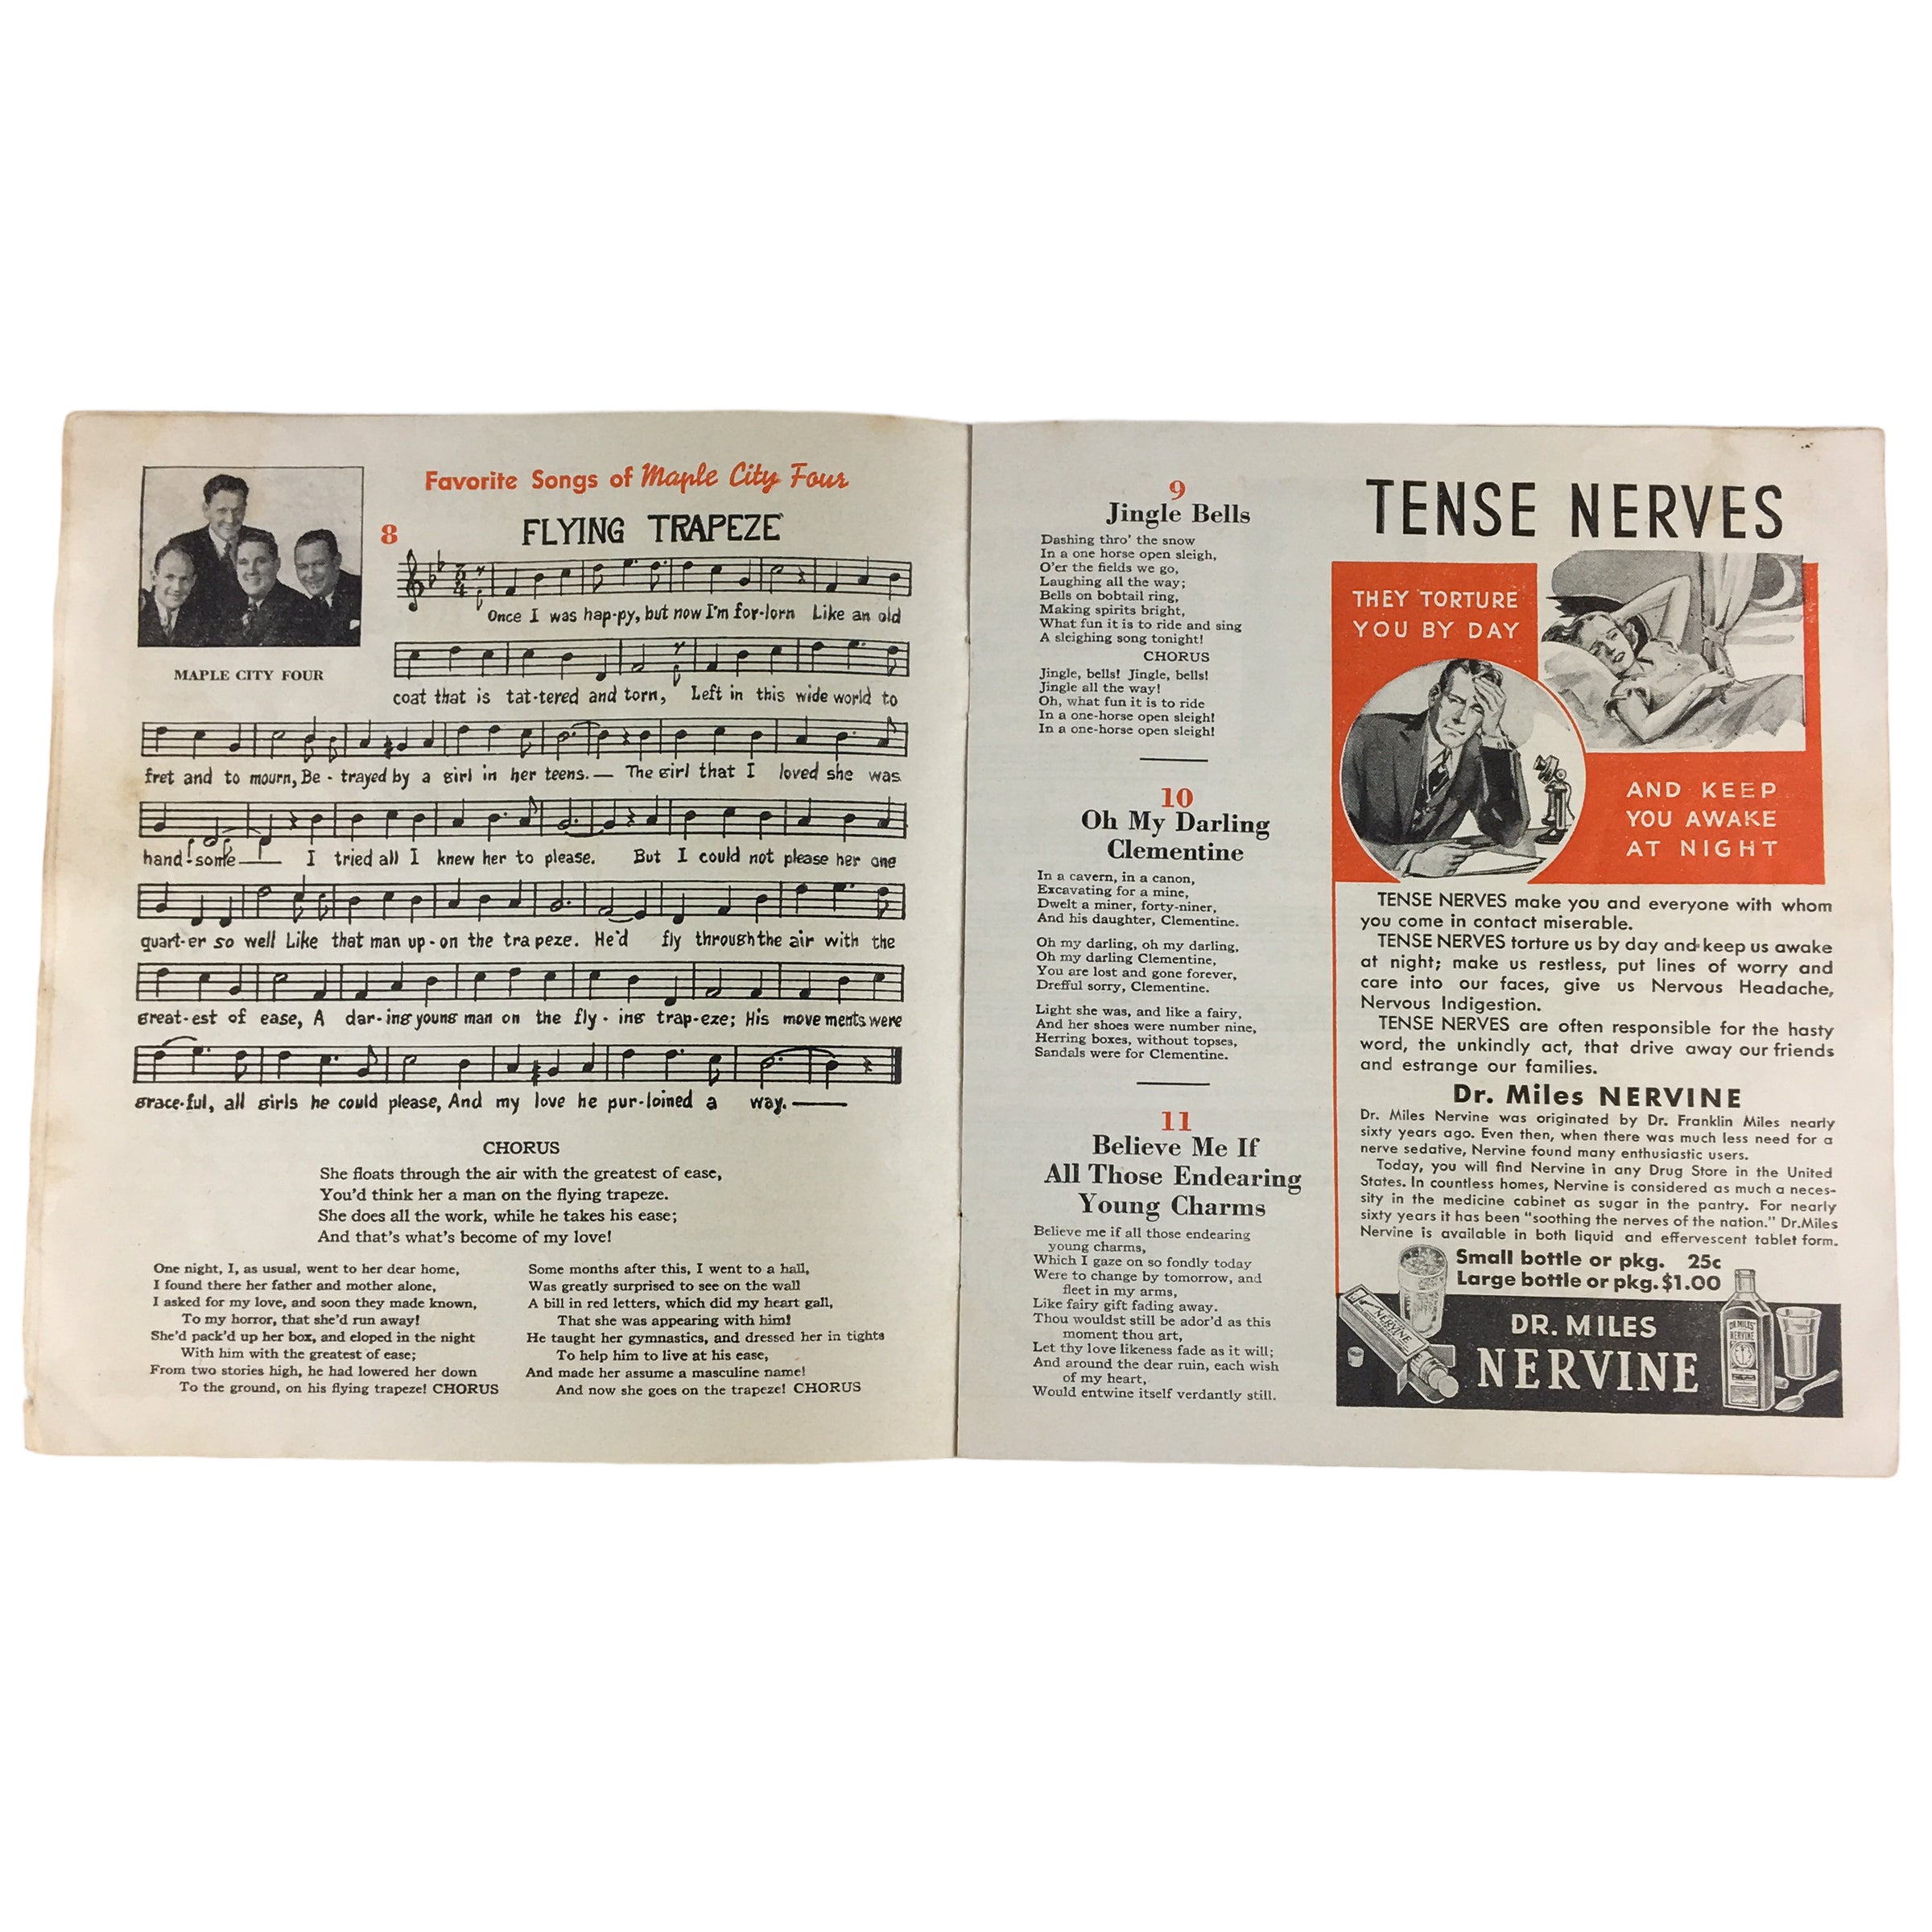 Favorite Songs of Maple City Four
MAPLE CITY FOUR
8
FLYING TRAPEZE
Once I was hap-py, but now I'm for-lorn Like an old
coat that is tat-tered and torn, Left in this wide world to
fret and to mourn, Be - trayed by a girl in her teens. — The girl that I loved she was
hand-some — I tried all I knew her to please. But I could not please her one
quart-er so well Like that man up-on the tra peze. He'd fly through the air with the
great-est of ease, A dar-ing young man on the fly - ing trap-eze; His move ments were
grace-ful, all girls he could please, And my love he pur-loined a way. —
CHORUS
She floats through the air with the greatest of ease,
You'd think her a man on the flying trapeze.
She does all the work, while he takes his ease;
And that's what's become of my love!
One night, I, as usual, went to her dear home,
I found there her father and mother alone,
I asked for my love, and soon they made known,
To my horror, that she'd run away!
She'd pack'd up her box, and eloped in the night
With him with the greatest of ease;
From two stories high, he had lowered her down
To the ground, on his flying trapeze! CHORUS
Some months after this, I went to a hall,
Was greatly surprised to see on the wall
A bill in red letters, which did my heart gall,
That she was appearing with him!
He taught her gymnastics, and dressed her in tights
To help him to live at his ease,
And made her assume a masculine name!
And now she goes on the trapeze! CHORUS
9
Jingle Bells
Dashing thro' the snow
In a one horse open sleigh,
O'er the fields we go,
Laughing all the way;
Bells on bobtail ring,
Making spirits bright,
What fun it is to ride and sing
A sleighing song tonight!
CHORUS
Jingle, bells! Jingle, bells!
Jingle all the way!
Oh, what fun it is to ride
In a one-horse open sleigh!
In a one-horse open sleigh!
10
Oh My Darling
Clementine
In a cavern, in a canon,
Excavating for a mine,
Dwelt a miner, forty-niner,
And his daughter, Clementine.
Oh my darling, oh my darling,
Oh my darling Clementine,
You are lost and gone forever,
Drefful sorry, Clementine.
Light she was, and like a fairy,
And her shoes were number nine,
Herring boxes, without topses,
Sandals were for Clementine.
11
Believe Me If
All Those Endearing
Young Charms
Believe me if all those endearing
young charms,
Which I gaze on so fondly today
Were to change by tomorrow, and
fleet in my arms,
Like fairy gift fading away.
Thou wouldst still be ador'd as this
moment thou art,
Let thy love likeness fade as it will;
And around the dear ruin, each wish
of my heart,
Would entwine itself verdantly still.
TENSE NERVES
THEY TORTURE
YOU BY DAY
AND KEEP
YOU AWAKE
AT NIGHT
TENSE NERVES make you and everyone with whom
you come in contact miserable.
TENSE NERVES torture us by day and keep us awake
at night; make us restless, put lines of worry and
care into our faces, give us Nervous Headache,
Nervous Indigestion.
TENSE NERVES are often responsible for the hasty
word, the unkindly act, that drive away our friends
and estrange our families.
Dr. Miles NERVINE
Dr. Miles Nervine was originated by Dr. Franklin Miles nearly
sixty years ago. Even then, when there was much less need for a
nerve sedative, Nervine found many enthusiastic users.
Today, you will find Nervine in any Drug Store in the United
States. In countless homes, Nervine is considered as much a neces-
sity in the medicine cabinet as sugar in the pantry. For nearly
sixty years it has been "soothing the nerves of the nation." Dr.Miles
Nervine is available in both liquid and effervescent tablet form.
Small bottle or pkg. 25c
Large bottle or pkg. $1.00
NERVINE
DR. MILES
NERVINE
DR. MILES
NERVINE